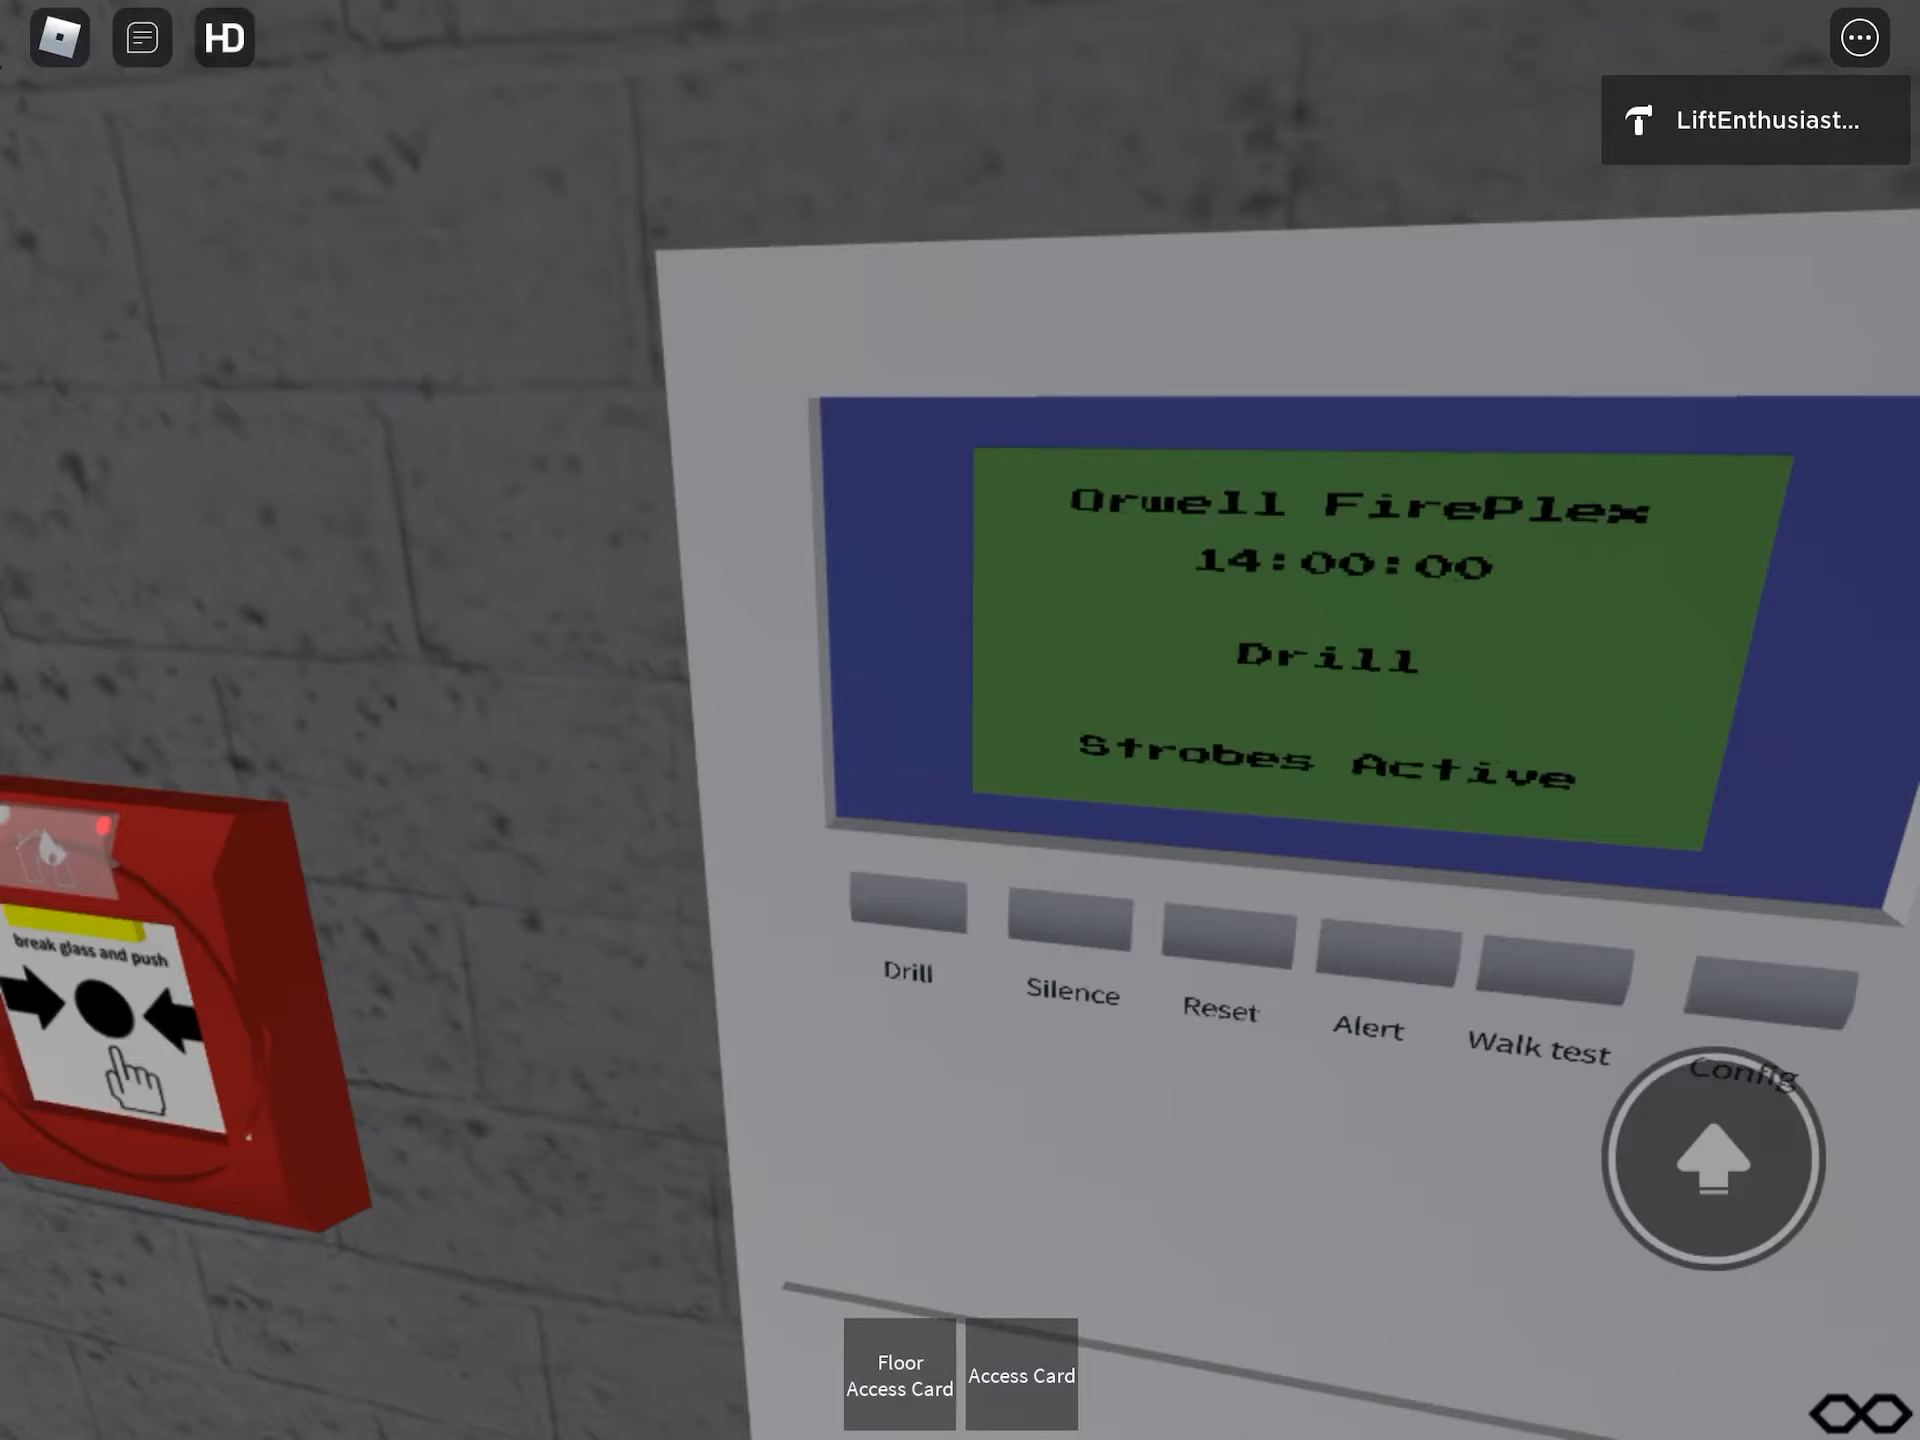 HD
LiftEnthusiast...
Orwell FirePlex
14:00:00
Drill
Strobes Active
Drill
Silence
Reset
Alert
Walk test
Config
break glass and push
Floor
Access Card
Access Card